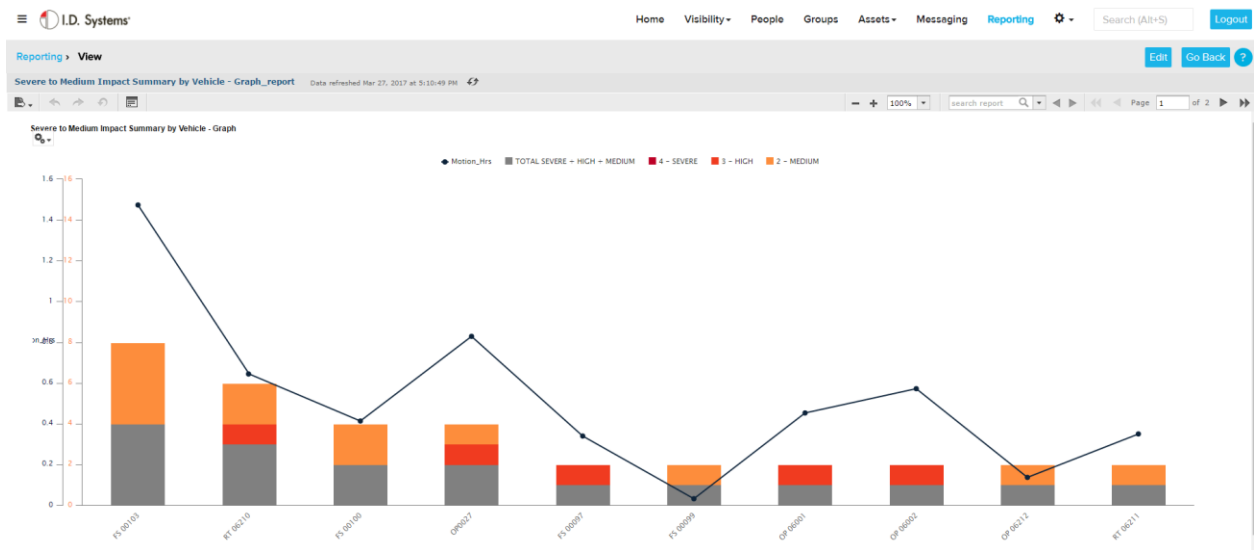 I.D. Systems
Home Visibility People Groups Assets Messaging Reporting Search (Alt+S) Logout
Reporting › View Edit Go Back ?
Severe to Medium Impact Summary by Vehicle - Graph_report Data refreshed Mar 27, 2017 at 5:10:49 PM
100% search report Page 1 of 2
Severe to Medium Impact Summary by Vehicle - Graph
Motion_Hrs TOTAL SEVERE + HIGH + MEDIUM 4 - SEVERE 3 - HIGH 2 - MEDIUM
1.6 16
1.4 14
1.2 12
1 10
8
0.6 6
0.4 4
0.2 2
0 0
FS 00103 RT 06210 FS 00100 OP0027 FS 00097 FS 00099 OP 06001 OP 06002 OP 06212 RT 06211